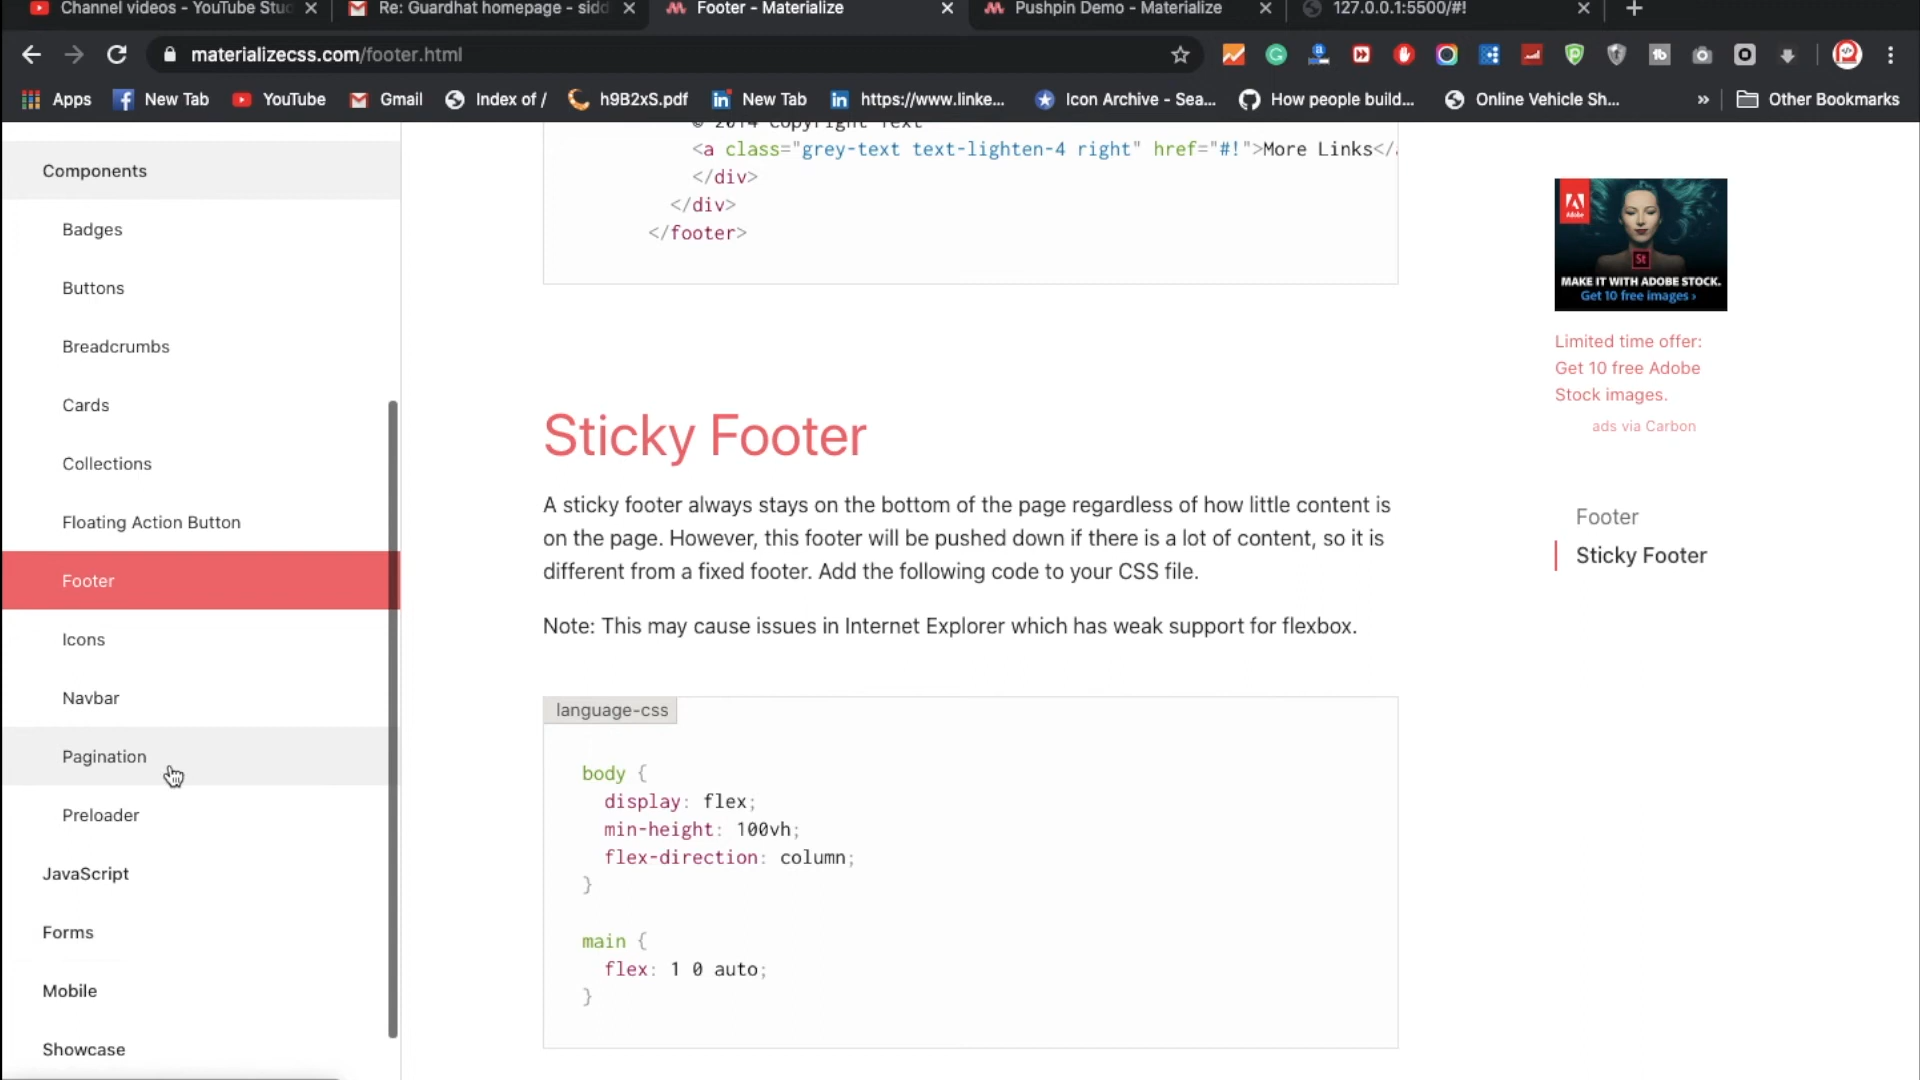 Channel videos - YouTube Stu
Re: Guardhat homepage - sidd
Footer - Materialize
Pushpin Demo - Materialize
127.0.0.1:5500/#!
materializecss.com/footer.html
Apps
New Tab
YouTube
Gmail
Index of /
h9B2xS.pdf
New Tab
https://www.linke...
Icon Archive - Sea...
How people build...
Online Vehicle Sh...
»
Other Bookmarks
Components
Badges
Buttons
Breadcrumbs
Cards
Collections
Floating Action Button
Footer
Icons
Navbar
Pagination
Preloader
JavaScript
Forms
Mobile
Showcase
© 2014 Copyright Text
<a class="grey-text text-lighten-4 right" href="#!">More Links</
</div>
</div>
</footer>
Sticky Footer
A sticky footer always stays on the bottom of the page regardless of how little content is
on the page. However, this footer will be pushed down if there is a lot of content, so it is
different from a fixed footer. Add the following code to your CSS file.
Note: This may cause issues in Internet Explorer which has weak support for flexbox.
language-css
body {
display: flex;
min-height: 100vh;
flex-direction: column;
}
main {
flex: 1 0 auto;
}
Adobe
St
MAKE IT WITH ADOBE STOCK.
Get 10 free images ›
Limited time offer:
Get 10 free Adobe
Stock images.
ads via Carbon
Footer
Sticky Footer